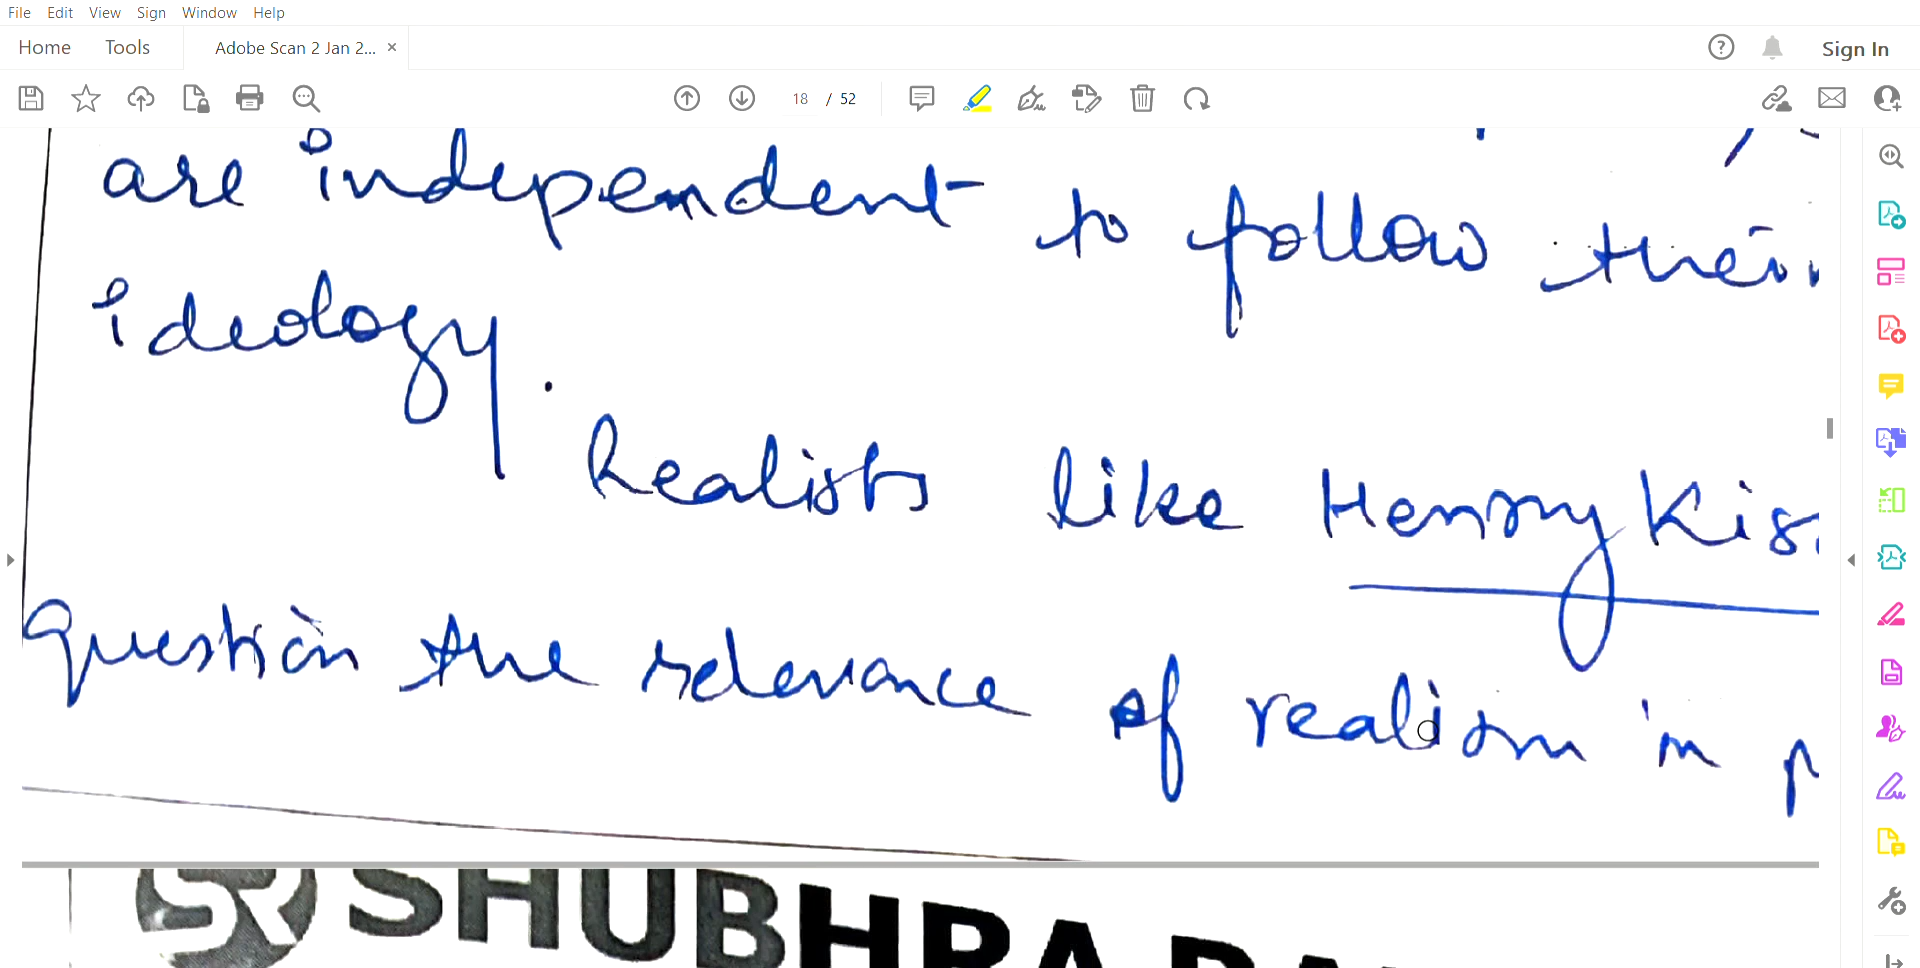 File Edit View Sign Window Help
Home Tools Adobe Scan 2 Jan 2... × Sign In
18 / 52
are independent to follow their
ideology.
Realists like Henry Kis
question the relevance of realism in p
SHUBHRA RA